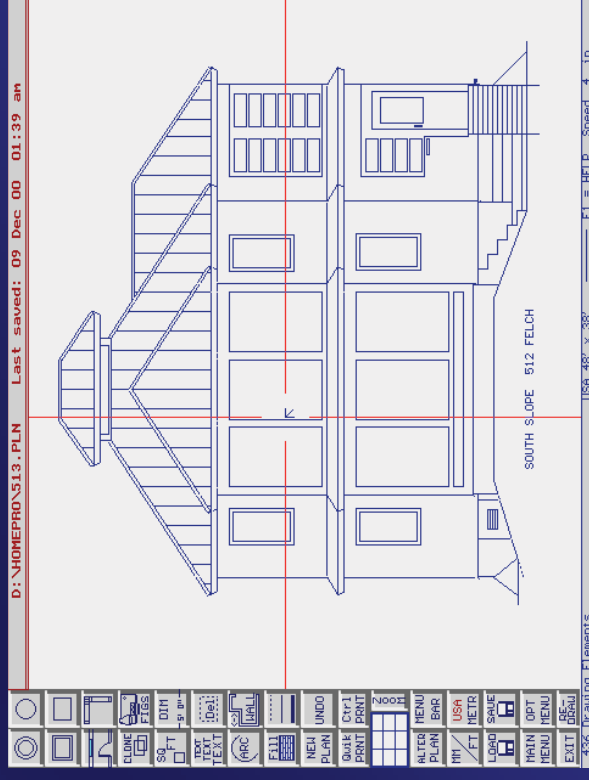 D:\HOMEPRO\513.PLN Last saved: 09 Dec 00 01:39 am
SOUTH SLOPE 512 FELCH
CLONE FIGS
SQ FT DIM 5' 0"
TEXT TEXT TEXT Del
ARC WALL
Fill
NEW PLAN UNDO
Quik PRNT Ctrl PRNT
ZOOM
ALTER PLAN MENU BAR
MM FT USA METR
LOAD SAVE
MAIN MENU OPT MENU
EXIT RE-DRAW
436 Drawing Elements USA 48' x 38' F1 = HELP Speed 4 in